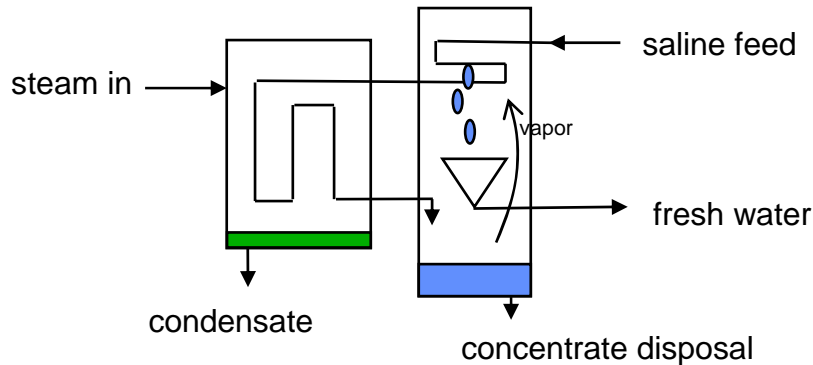 saline feed
steam in
vapor
fresh water
condensate
concentrate disposal